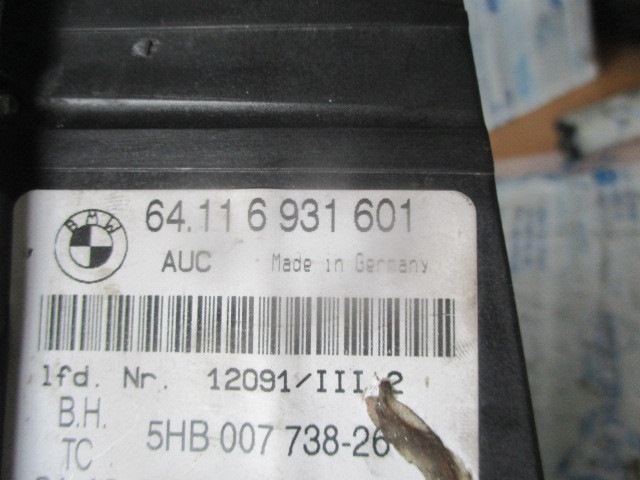 BMW
64.11 6 931 601
AUC Made in Germany
lfd. Nr. 12091/III 2
B.H.
TC 5HB 007 738-26